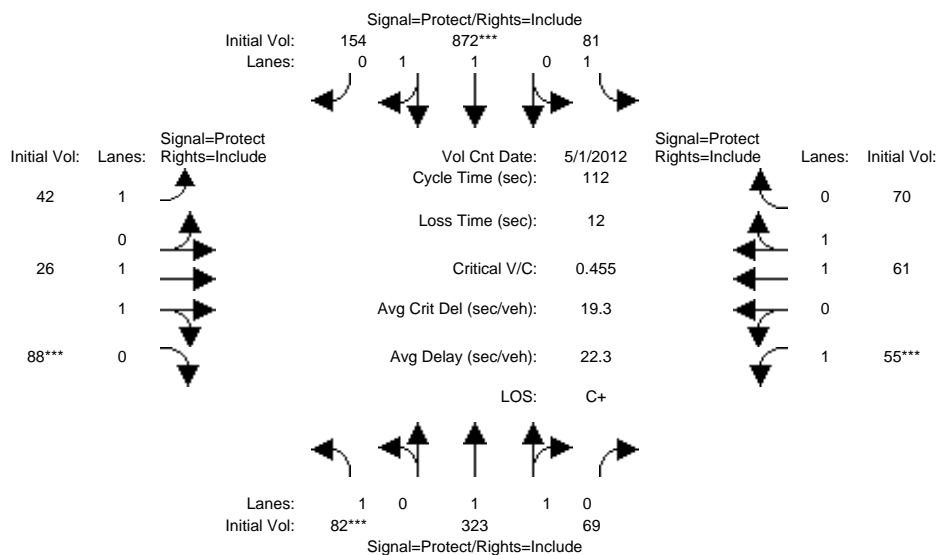 Signal=Protect/Rights=Include
Initial Vol: 154 872*** 81
Lanes: 0 1 1 0 1
Signal=Protect
Initial Vol: Lanes: Rights=Include
Vol Cnt Date: 5/1/2012
Signal=Protect
Rights=Include Lanes: Initial Vol:
Cycle Time (sec): 112
42 1
0 70
Loss Time (sec): 12
0
1
26 1
Critical V/C: 0.455
1 61
1
Avg Crit Del (sec/veh): 19.3
0
88*** 0
Avg Delay (sec/veh): 22.3
1 55***
LOS: C+
Lanes: 1 0 1 1 0
Initial Vol: 82*** 323 69
Signal=Protect/Rights=Include